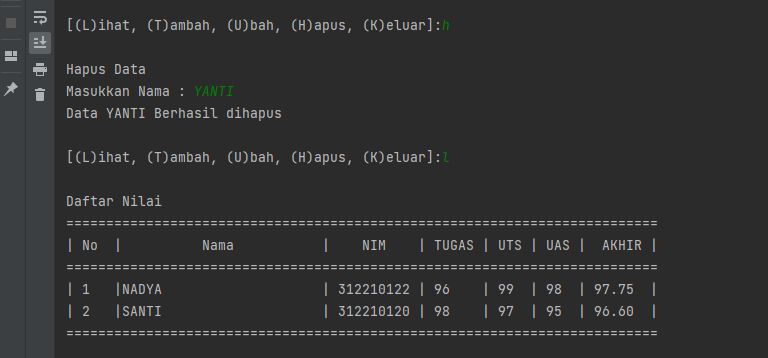 [(L)ihat, (T)ambah, (U)bah, (H)apus, (K)eluar]:h
Hapus Data
Masukkan Nama : YANTI
Data YANTI Berhasil dihapus
[(L)ihat, (T)ambah, (U)bah, (H)apus, (K)eluar]:l
Daftar Nilai
==========================================================================
| No  |          Nama           |    NIM    | TUGAS | UTS | UAS |  AKHIR |
==========================================================================
| 1   |NADYA                    | 312210122 | 96    | 99  | 98  | 97.75  |
| 2   |SANTI                    | 312210120 | 98    | 97  | 95  | 96.60  |
==========================================================================